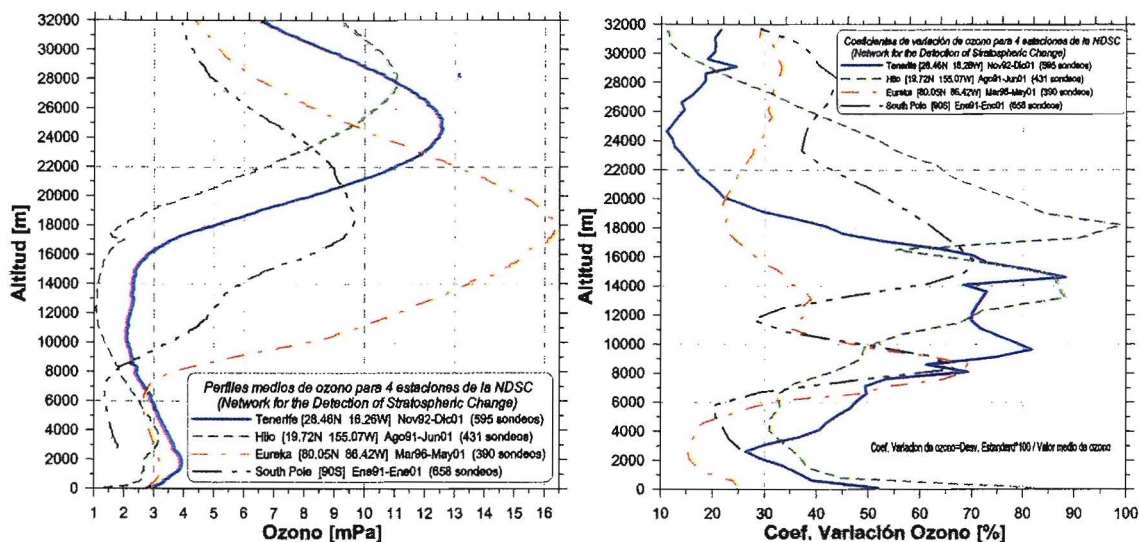 32000
30000
28000
26000
24000
22000
20000
18000
16000
14000
12000
10000
8000
6000
4000
2000
0
Altitud [m]
Perfiles medios de ozono para 4 estaciones de la NDSC
(Network for the Detection of Stratospheric Change)
Tenerife [28.46N 16.26W] Nov92-Dic01 (595 sondeos)
Hilo [19.72N 155.07W] Ago91-Jun01 (431 sondeos)
Eureka [80.05N 86.42W] Mar96-May01 (390 sondeos)
South Pole [90S] Ene91-Ene01 (658 sondeos)
1 2 3 4 5 6 7 8 9 10 11 12 13 14 15 16
Ozono [mPa]
32000
30000
28000
26000
24000
22000
20000
18000
16000
14000
12000
10000
8000
6000
4000
2000
0
Altitud [m]
Coeficientes de variación de ozono para 4 estaciones de la NDSC
(Network for the Detection of Stratospheric Change)
Tenerife [28.46N 16.26W] Nov92-Dic01 (595 sondeos)
Hilo [19.72N 155.07W] Ago91-Jun01 (431 sondeos)
Eureka [80.05N 86.42W] Mar96-May01 (390 sondeos)
South Pole [90S] Ene91-Ene01 (658 sondeos)
Coef. Variacion de ozono=Desv. Estandard*100 / Valor medio de ozono
10 20 30 40 50 60 70 80 90 100
Coef. Variación Ozono [%]